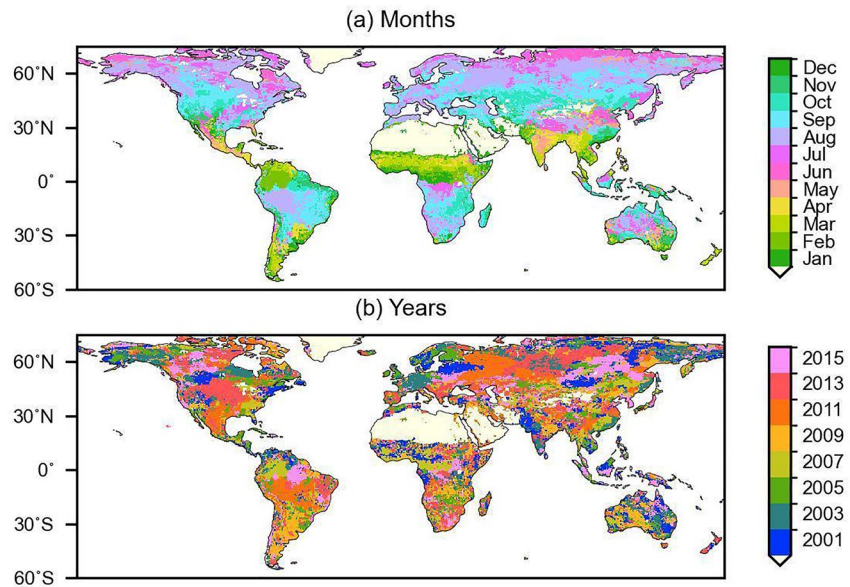 (a) Months
60°N
30°N
0°
30°S
60°S
Dec
Nov
Oct
Sep
Aug
Jul
Jun
May
Apr
Mar
Feb
Jan
(b) Years
60°N
30°N
0°
30°S
60°S
2015
2013
2011
2009
2007
2005
2003
2001